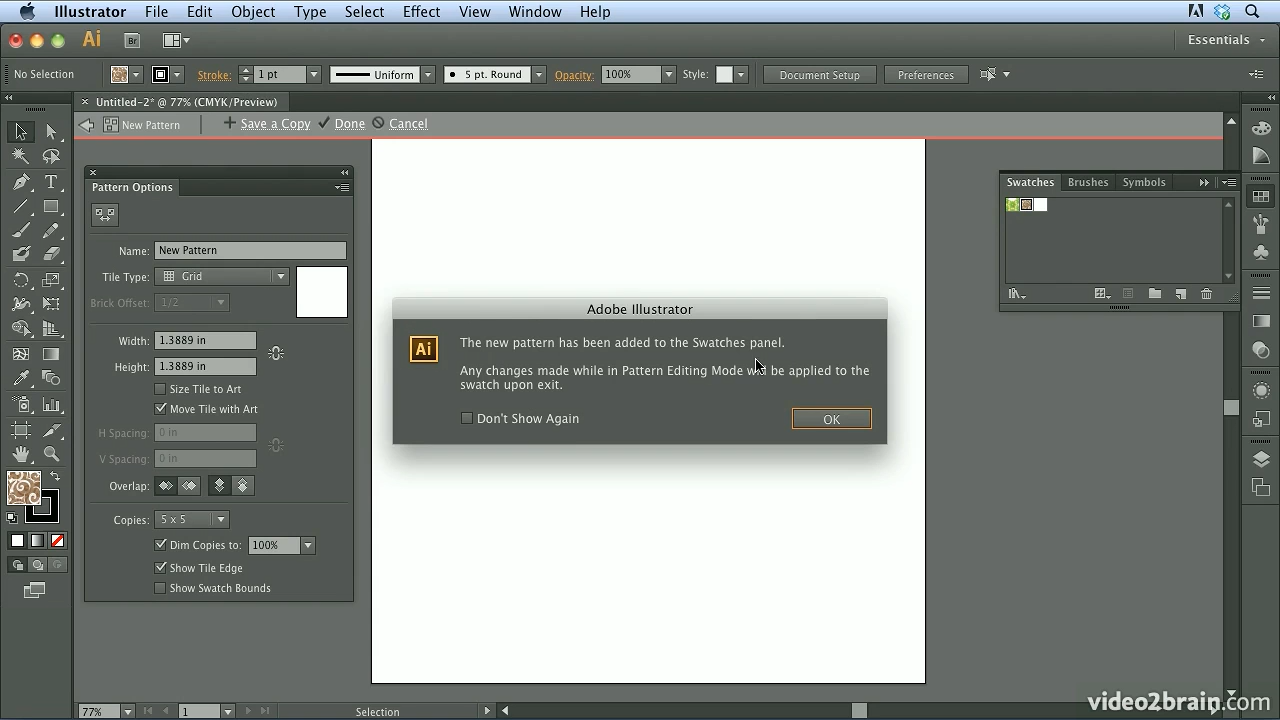 Illustrator File Edit Object Type Select Effect View Window Help
Ai Br Essentials
No Selection Stroke: 1 pt Uniform 5 pt. Round Opacity: 100% Style: Document Setup Preferences
× Untitled-2* @ 77% (CMYK/Preview)
New Pattern + Save a Copy Done Cancel
Pattern Options
Name: New Pattern
Tile Type: Grid
Brick Offset: 1/2
Width: 1.3889 in
Height: 1.3889 in
Size Tile to Art
Move Tile with Art
H Spacing: 0 in
V Spacing: 0 in
Overlap:
Copies: 5 x 5
Dim Copies to: 100%
Show Tile Edge
Show Swatch Bounds
Adobe Illustrator
Ai
The new pattern has been added to the Swatches panel.
Any changes made while in Pattern Editing Mode will be applied to the
swatch upon exit.
Don't Show Again OK
Swatches Brushes Symbols
77% 1 Selection
video2brain.com